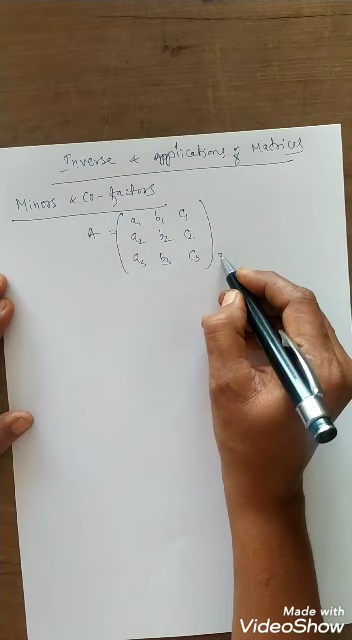 Inverse & Applications of Matrices
Minors & Co-factors
A = ( a₁ b₁ c₁
a₂ b₂ c₂
a₃ b₃ c₃ )
Made with
VideoShow